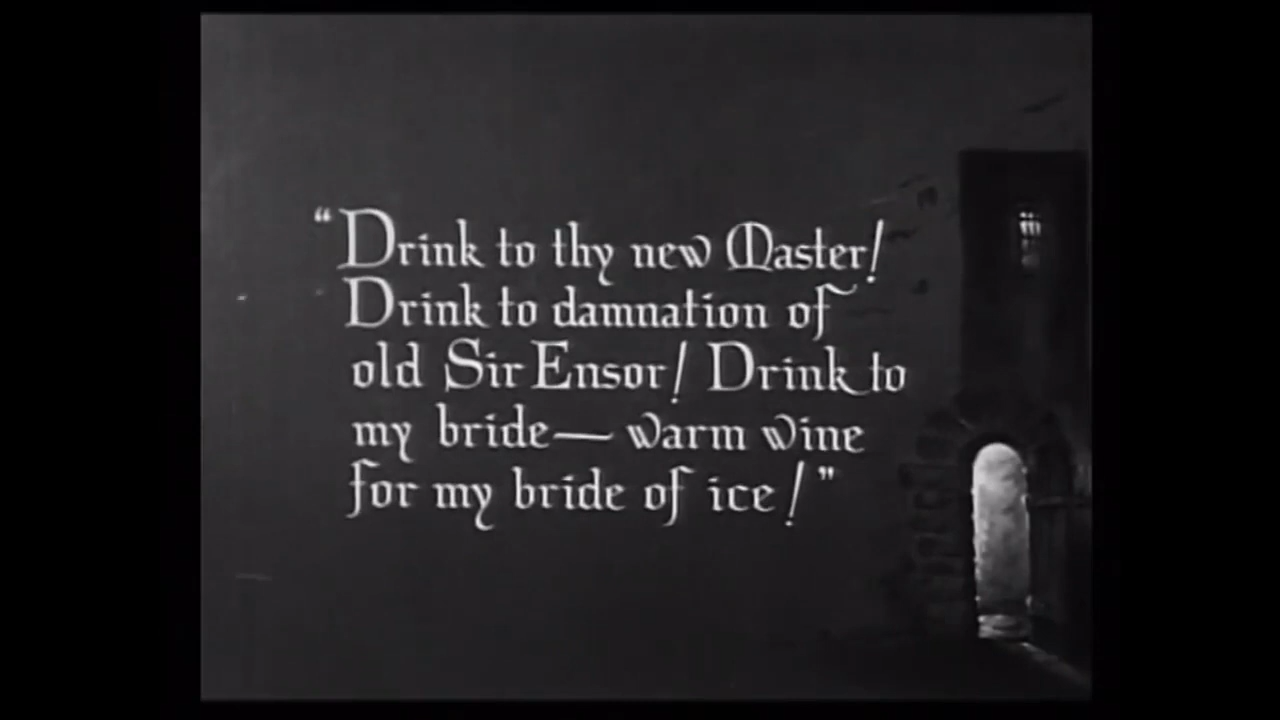 “Drink to thy new Master!
Drink to damnation of
old Sir Ensor! Drink to
my bride— warm wine
for my bride of ice!”